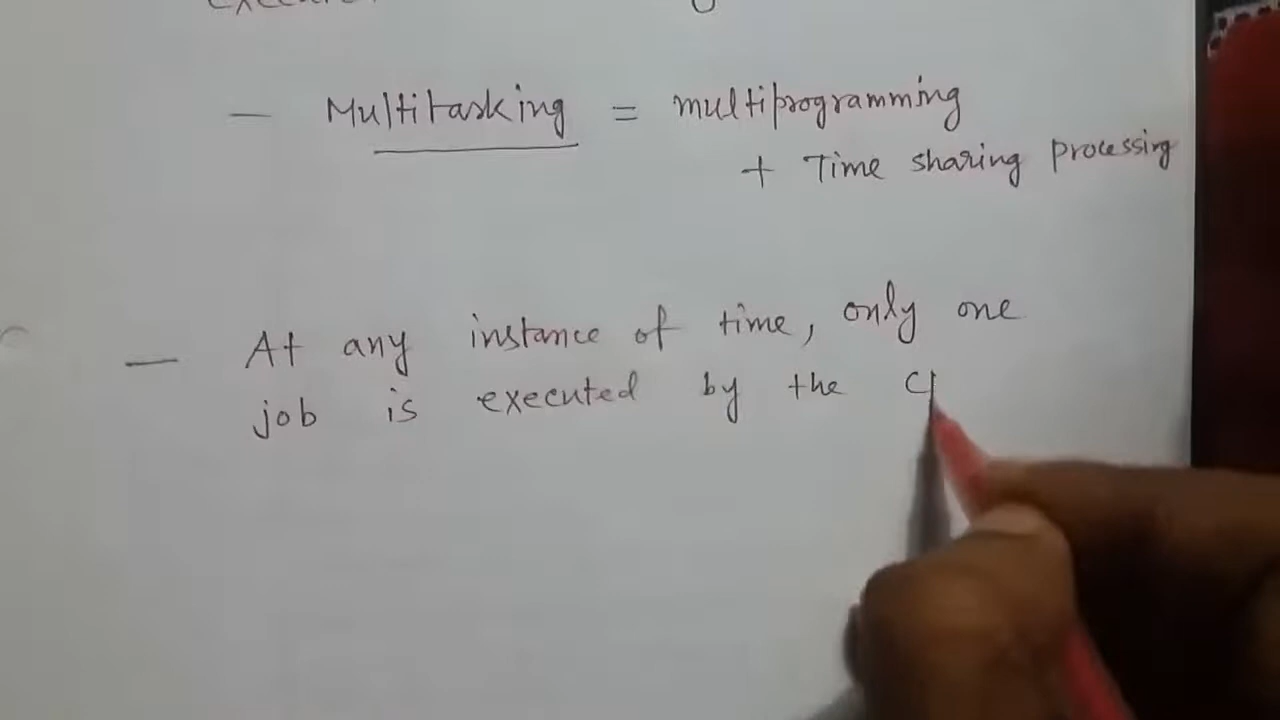 — Multitasking = multiprogramming
+ Time sharing processing
— At any instance of time, only one
job is executed by the C